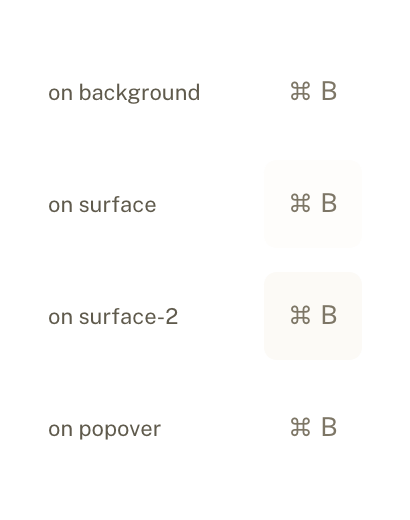 on background ⌘ B
on surface ⌘ B
on surface-2 ⌘ B
on popover ⌘ B